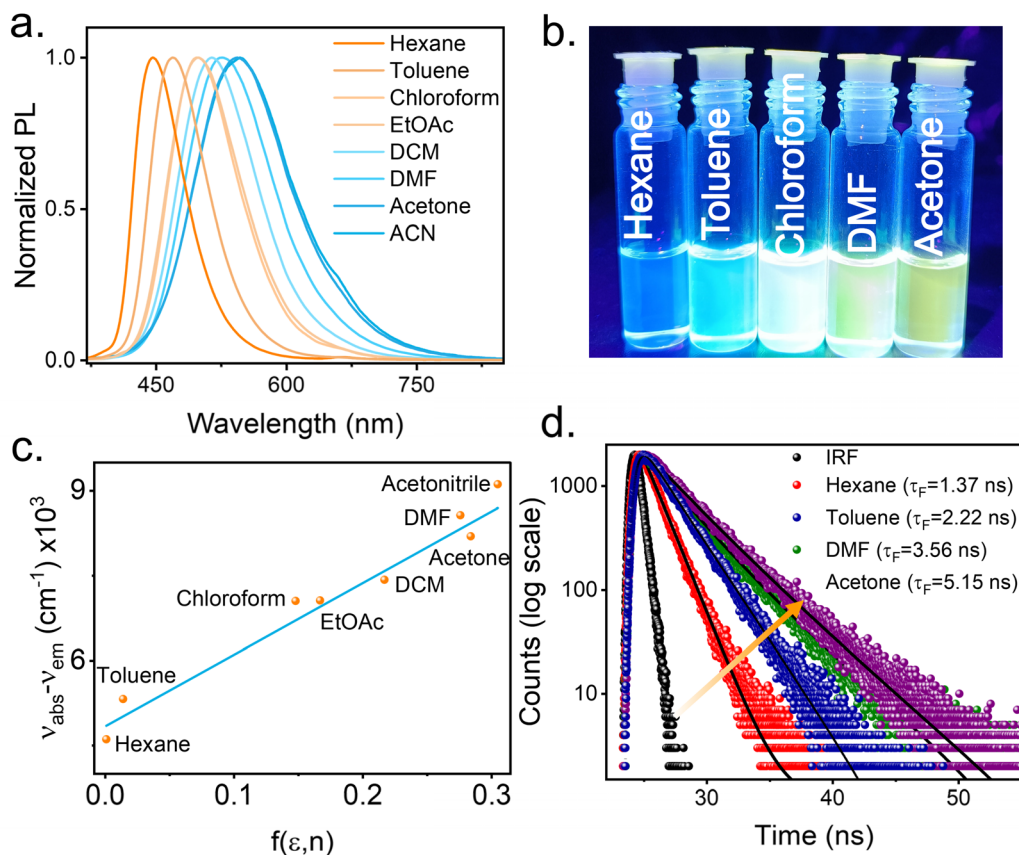 a.
Normalized PL
1.0
0.5
0.0
Hexane
Toluene
Chloroform
EtOAc
DCM
DMF
Acetone
ACN
450
600
750
Wavelength (nm)
b.
Hexane
Toluene
Chloroform
DMF
Acetone
c.
ν_abs-ν_em (cm⁻¹) x10³
9
6
Acetonitrile
DMF
Acetone
DCM
Chloroform
EtOAc
Toluene
Hexane
0.0
0.1
0.2
0.3
f(ε,n)
d.
Counts (log scale)
1000
100
10
IRF
Hexane (τ_F=1.37 ns)
Toluene (τ_F=2.22 ns)
DMF (τ_F=3.56 ns)
Acetone (τ_F=5.15 ns)
30
40
50
Time (ns)